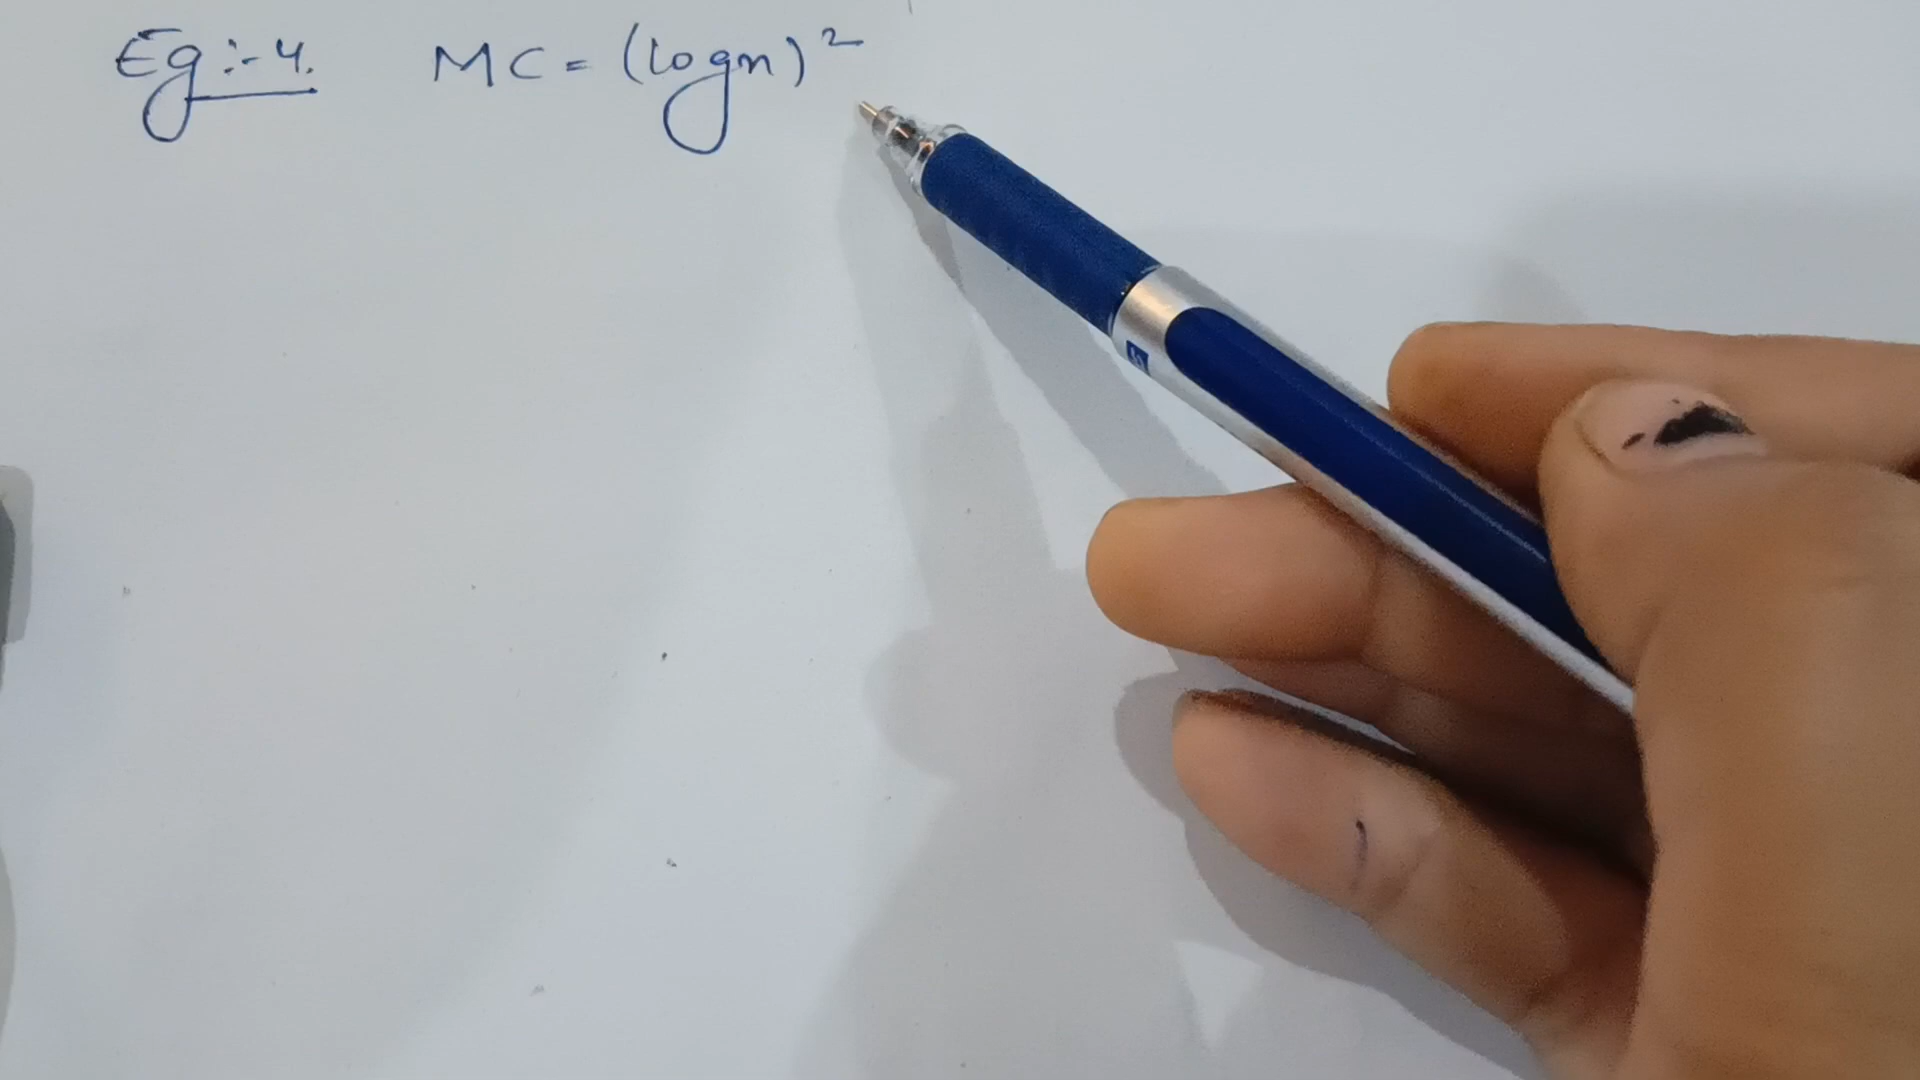 Eg:-4. MC = (logn)²